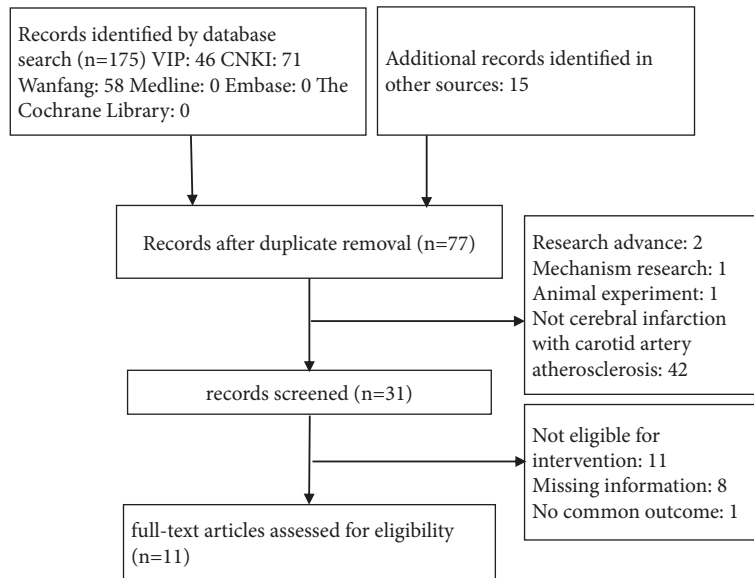 Records identified by database
search (n=175) VIP: 46 CNKI: 71
Wanfang: 58 Medline: 0 Embase: 0 The
Cochrane Library: 0
Additional records identified in
other sources: 15
Records after duplicate removal (n=77)
Research advance: 2
Mechanism research: 1
Animal experiment: 1
Not cerebral infarction
with carotid artery
atherosclerosis: 42
records screened (n=31)
Not eligible for
intervention: 11
Missing information: 8
No common outcome: 1
full-text articles assessed for eligibility
(n=11)